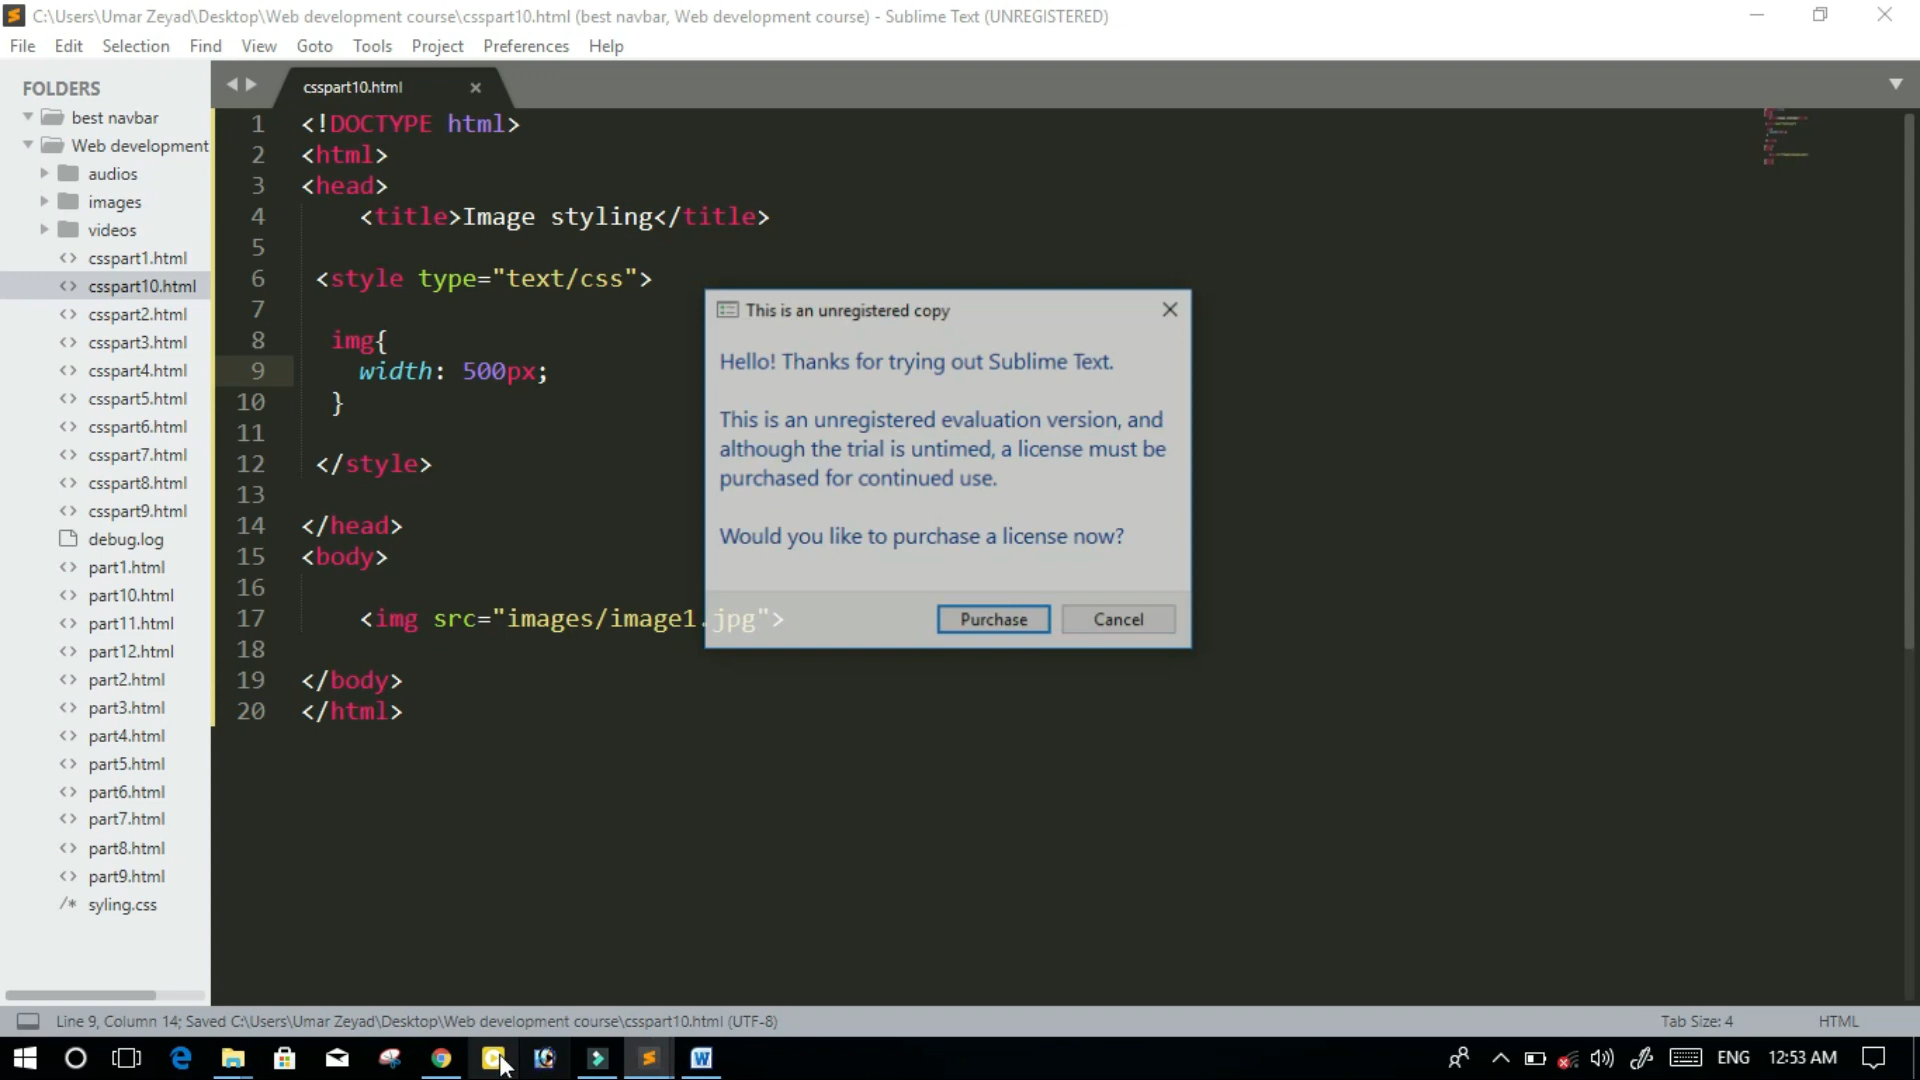 C:\Users\Umar Zeyad\Desktop\Web development course\csspart10.html (best navbar, Web development course) - Sublime Text (UNREGISTERED)
File Edit Selection Find View Goto Tools Project Preferences Help
FOLDERS
best navbar
Web development
audios
images
videos
csspart1.html
csspart10.html
csspart2.html
csspart3.html
csspart4.html
csspart5.html
csspart6.html
csspart7.html
csspart8.html
csspart9.html
debug.log
part1.html
part10.html
part11.html
part12.html
part2.html
part3.html
part4.html
part5.html
part6.html
part7.html
part8.html
part9.html
syling.css
csspart10.html
1 <!DOCTYPE html>
2 <html>
3 <head>
4 <title>Image styling</title>
5
6 <style type="text/css">
7
8 img{
9 width: 500px;
10 }
11
12 </style>
13
14 </head>
15 <body>
16
17 <img src="images/image1.jpg">
18
19 </body>
20 </html>
This is an unregistered copy
Hello! Thanks for trying out Sublime Text.
This is an unregistered evaluation version, and
although the trial is untimed, a license must be
purchased for continued use.
Would you like to purchase a license now?
Purchase Cancel
Line 9, Column 14; Saved C:\Users\Umar Zeyad\Desktop\Web development course\csspart10.html (UTF-8)
Tab Size: 4 HTML
ENG 12:53 AM